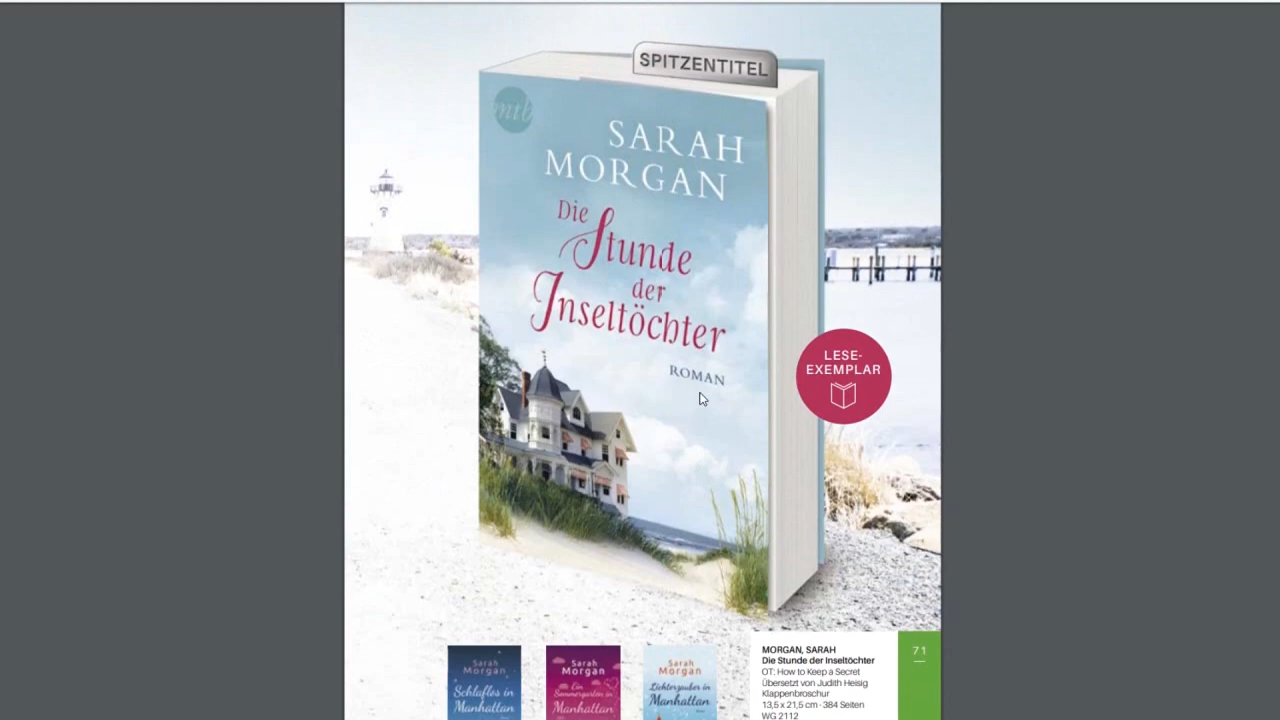 SPITZENTITEL
mtb
SARAH
MORGAN
Die
Stunde
der
Inseltöchter
ROMAN
LESE-
EXEMPLAR
Sarah
Morgan
Schlaflos in
Manhattan
Sarah
Morgan
Ein
Sommergarten in
Manhattan
Sarah
Morgan
Lichterzauber in
Manhattan
MORGAN, SARAH
Die Stunde der Inseltöchter
OT: How to Keep a Secret
Übersetzt von Judith Heisig
Klappenbroschur
13,5 x 21,5 cm · 384 Seiten
WG 2112
71